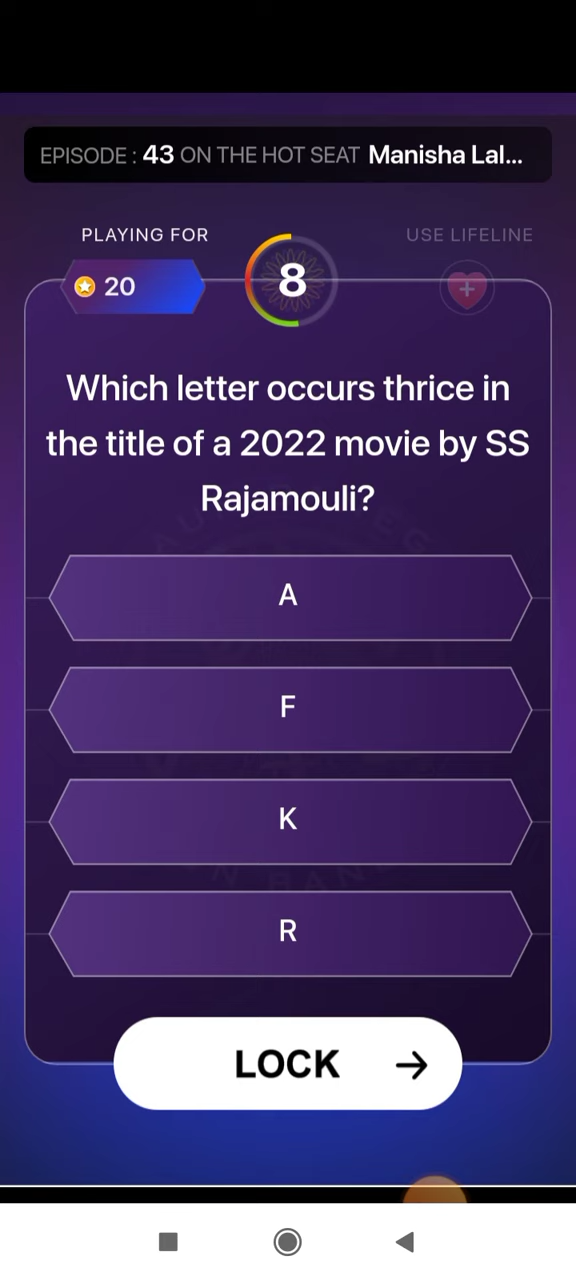 EPISODE : 43 ON THE HOT SEAT Manisha Lal...
PLAYING FOR
USE LIFELINE
20
8
Which letter occurs thrice in
the title of a 2022 movie by SS
Rajamouli?
A
F
K
R
LOCK